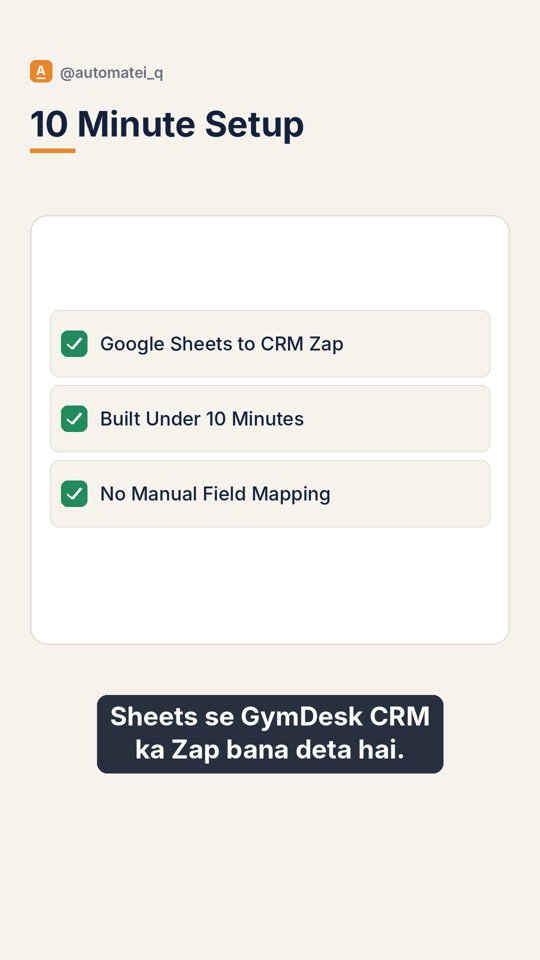 A
@automatei_q
10 Minute Setup
Google Sheets to CRM Zap
Built Under 10 Minutes
No Manual Field Mapping
Sheets se GymDesk CRM
ka Zap bana deta hai.